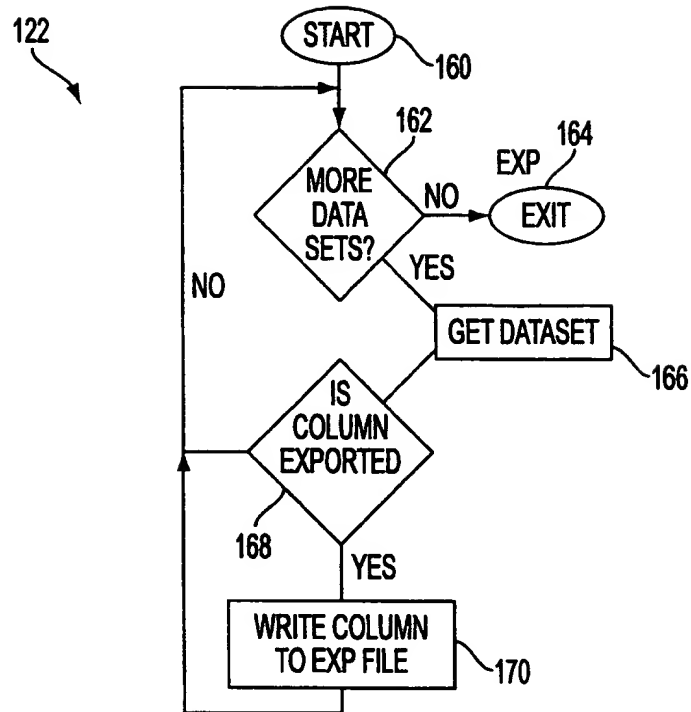 122
START
160
162
MORE
DATA
SETS?
NO
EXP
164
EXIT
YES
NO
GET DATASET
166
IS
COLUMN
EXPORTED
168
YES
WRITE COLUMN
TO EXP FILE
170